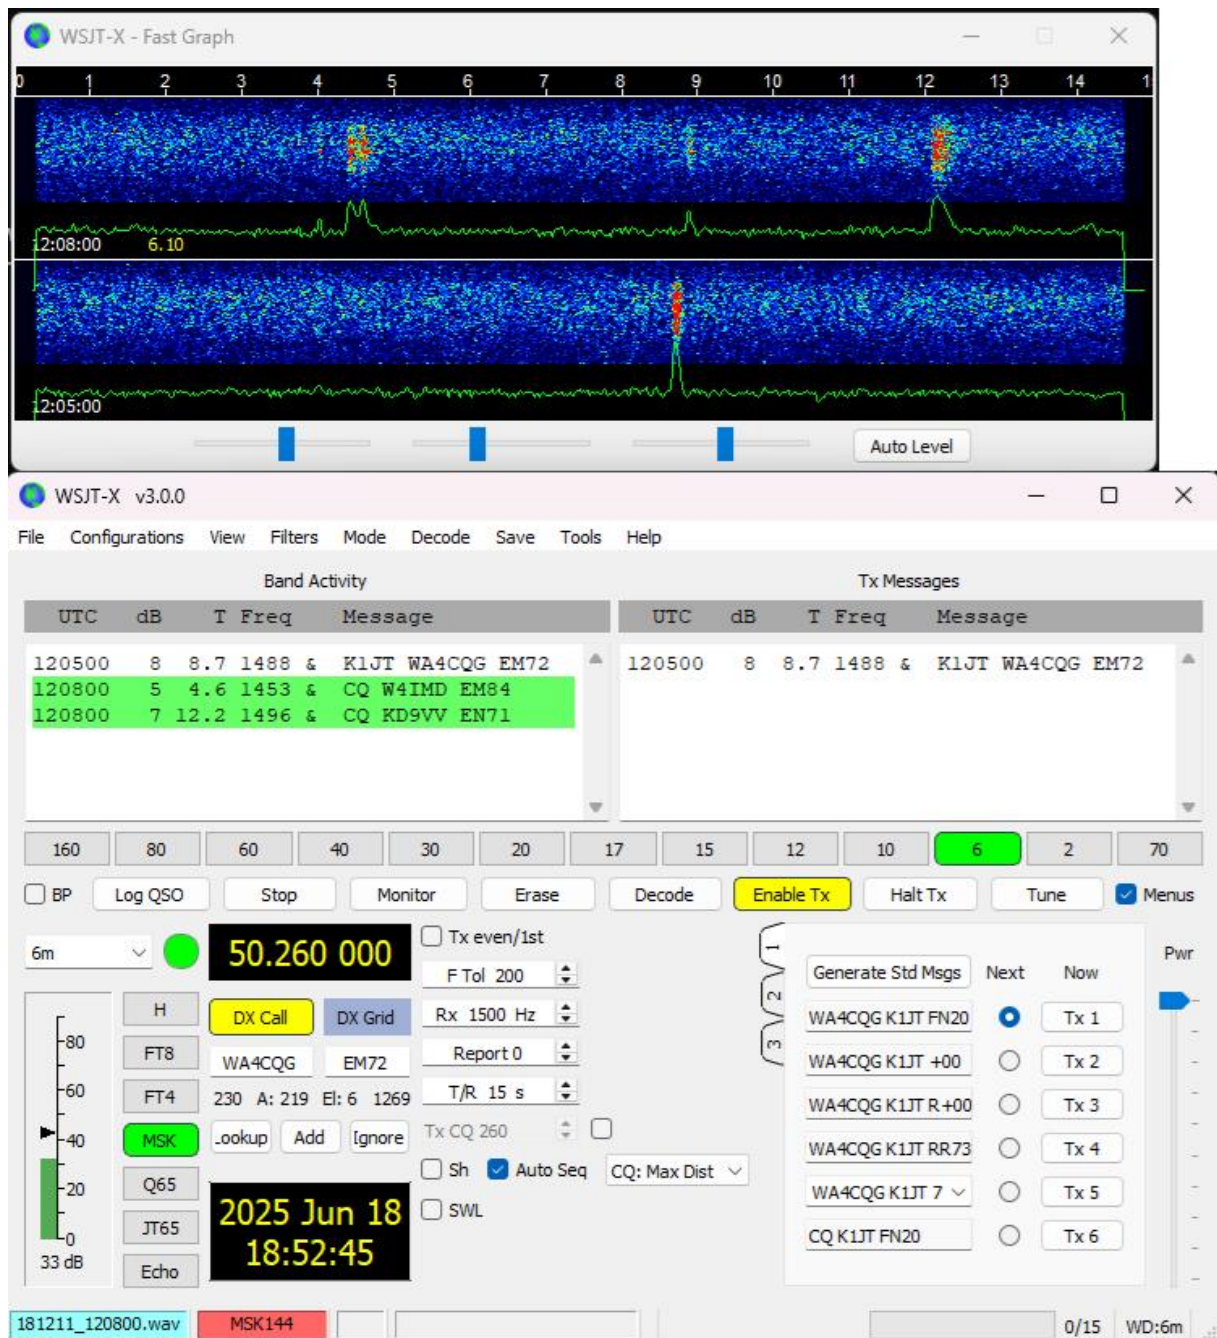 WSJT-X - Fast Graph
0 1 2 3 4 5 6 7 8 9 10 11 12 13 14
12:08:00 6.10
12:05:00
Auto Level
WSJT-X v3.0.0
File Configurations View Filters Mode Decode Save Tools Help
Band Activity
UTC dB T Freq Message
120500 8 8.7 1488 & K1JT WA4CQG EM72
120800 5 4.6 1453 & CQ W4IMD EM84
120800 7 12.2 1496 & CQ KD9VV EN71
Tx Messages
UTC dB T Freq Message
120500 8 8.7 1488 & K1JT WA4CQG EM72
160 80 60 40 30 20 17 15 12 10 6 2 70
BP Log QSO Stop Monitor Erase Decode Enable Tx Halt Tx Tune Menus
6m
50.260 000
-80
-60
-40
-20
-0
33 dB
H
FT8
FT4
MSK
Q65
JT65
Echo
DX Call DX Grid
WA4CQG EM72
230 A: 219 El: 6 1269
Lookup Add Ignore
2025 Jun 18
18:52:45
Tx even/1st
F Tol 200
Rx 1500 Hz
Report 0
T/R 15 s
Tx CQ 260
Sh Auto Seq CQ: Max Dist
SWL
1
2
3
Generate Std Msgs Next Now
WA4CQG K1JT FN20 Tx 1
WA4CQG K1JT +00 Tx 2
WA4CQG K1JT R+00 Tx 3
WA4CQG K1JT RR73 Tx 4
WA4CQG K1JT 7 Tx 5
CQ K1JT FN20 Tx 6
Pwr
181211_120800.wav MSK144 0/15 WD:6m